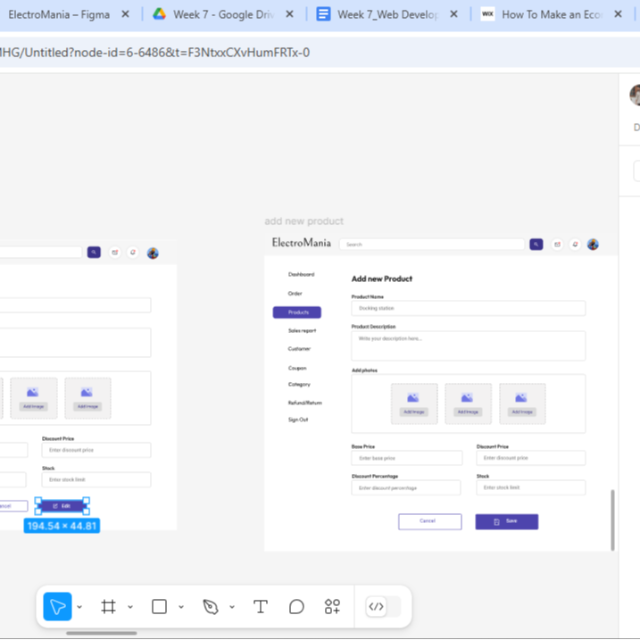 ElectroMania – Figma
Week 7 - Google Driv
Week 7_Web Develop
How To Make an Eco
MHG/Untitled?node-id=6-6486&t=F3NtxxCXvHumFRTx-0
add new product
ElectroMania
Search
Dashboard
Order
Products
Sales report
Customer
Coupon
Category
Refund/Return
Sign Out
Add new Product
Product Name
Docking station
Product Description
Write your description here...
Add photos
Add image
Add image
Add image
Base Price
Enter base price
Discount Price
Enter discount price
Discount Percentage
Enter discount percentage
Stock
Enter stock limit
Cancel
Save
Add image
Add image
Discount Price
Enter discount price
Stock
Enter stock limit
Edit
194.54 × 44.81